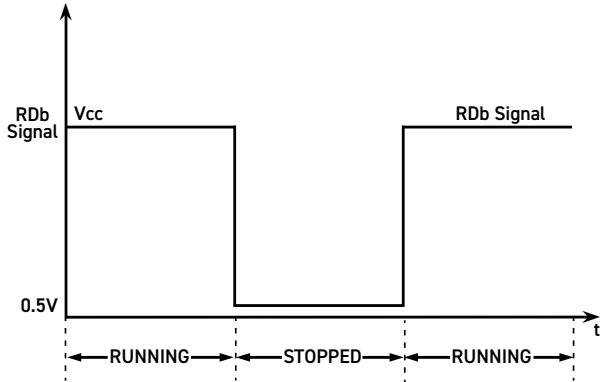 RDb
Signal
Vcc
RDb Signal
0.5V
t
RUNNING
STOPPED
RUNNING